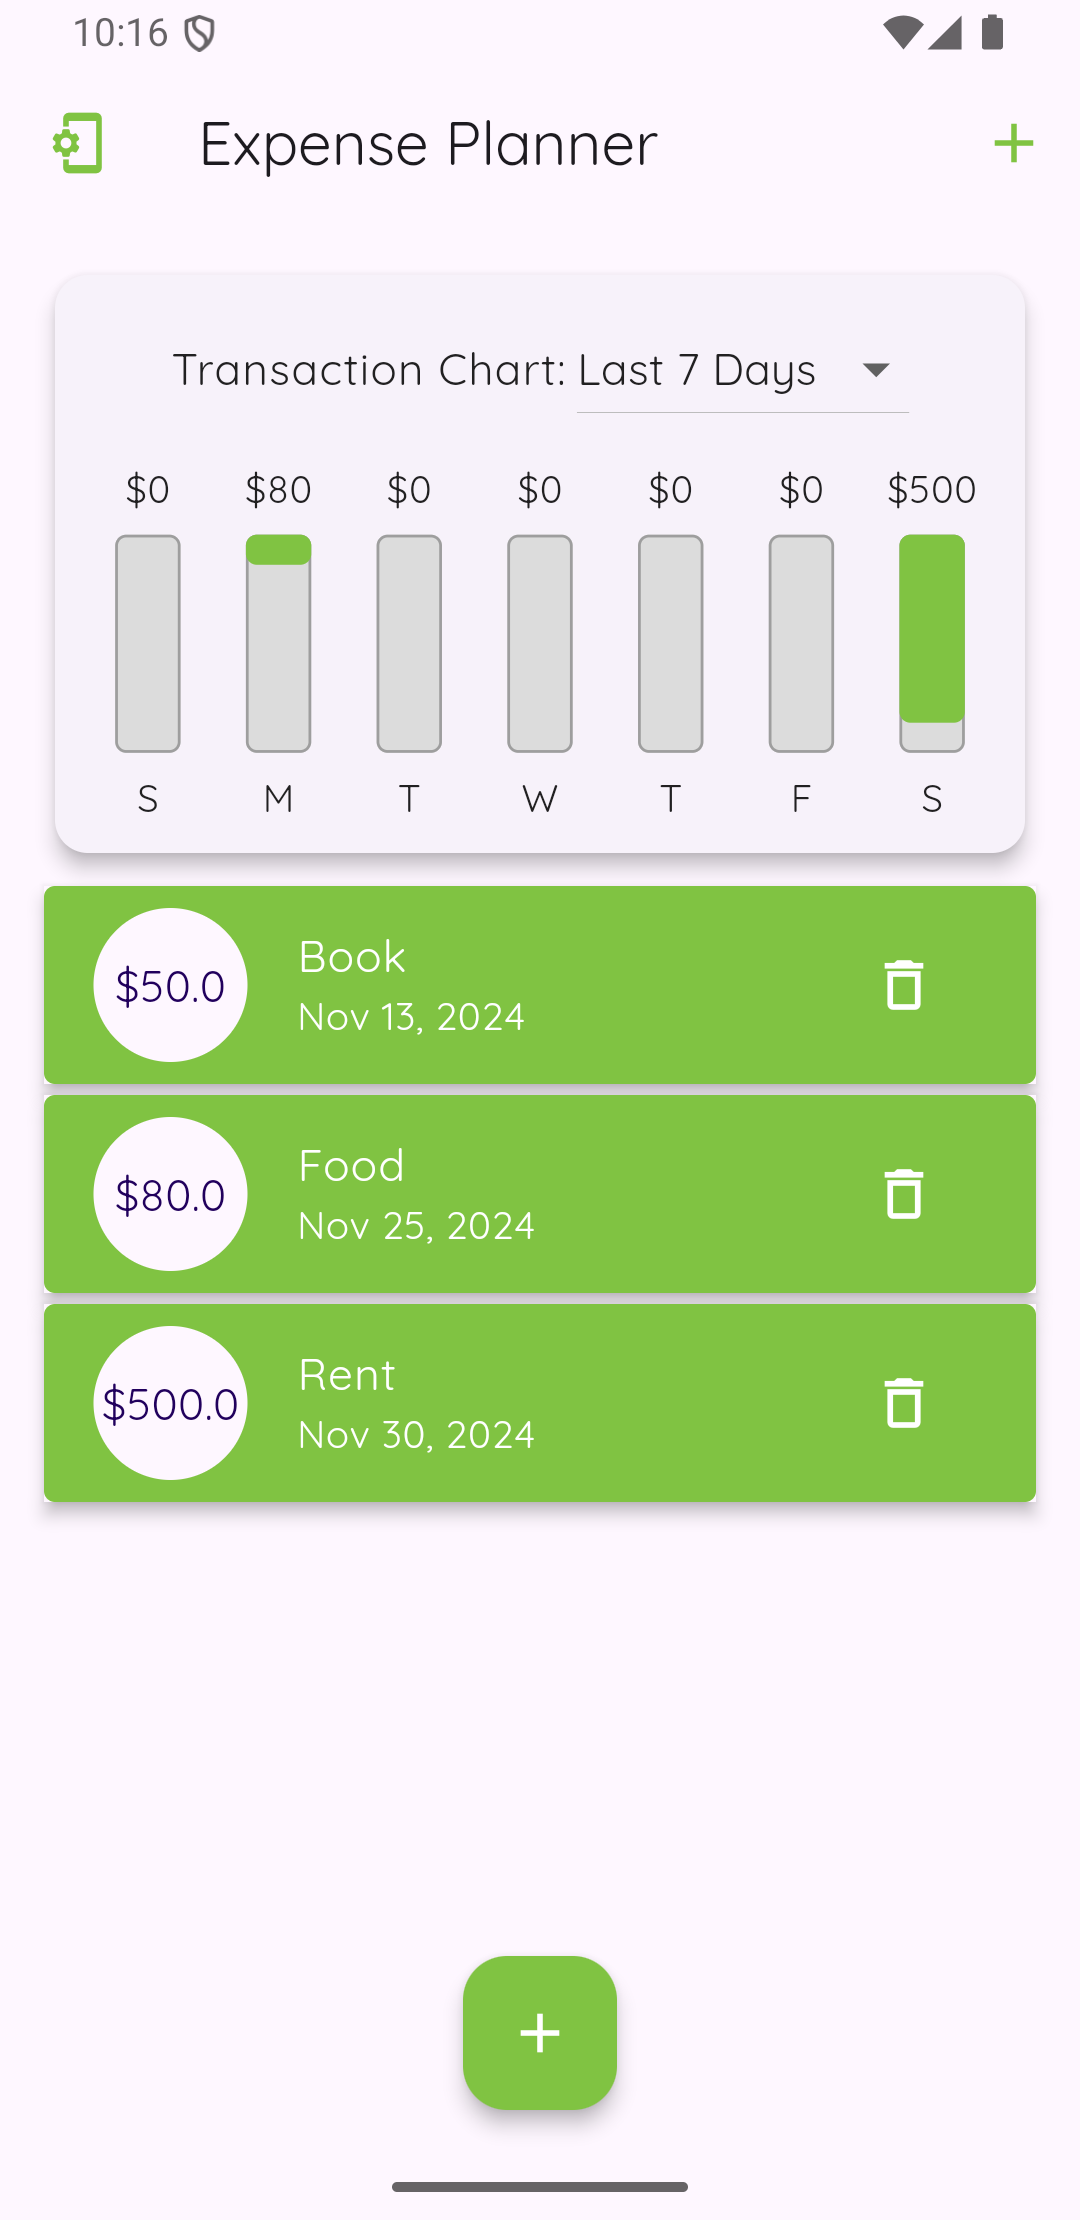 10:16
Expense Planner
Transaction Chart: Last 7 Days
$0 $80 $0 $0 $0 $0 $500
S M T W T F S
$50.0
Book
Nov 13, 2024
$80.0
Food
Nov 25, 2024
$500.0
Rent
Nov 30, 2024